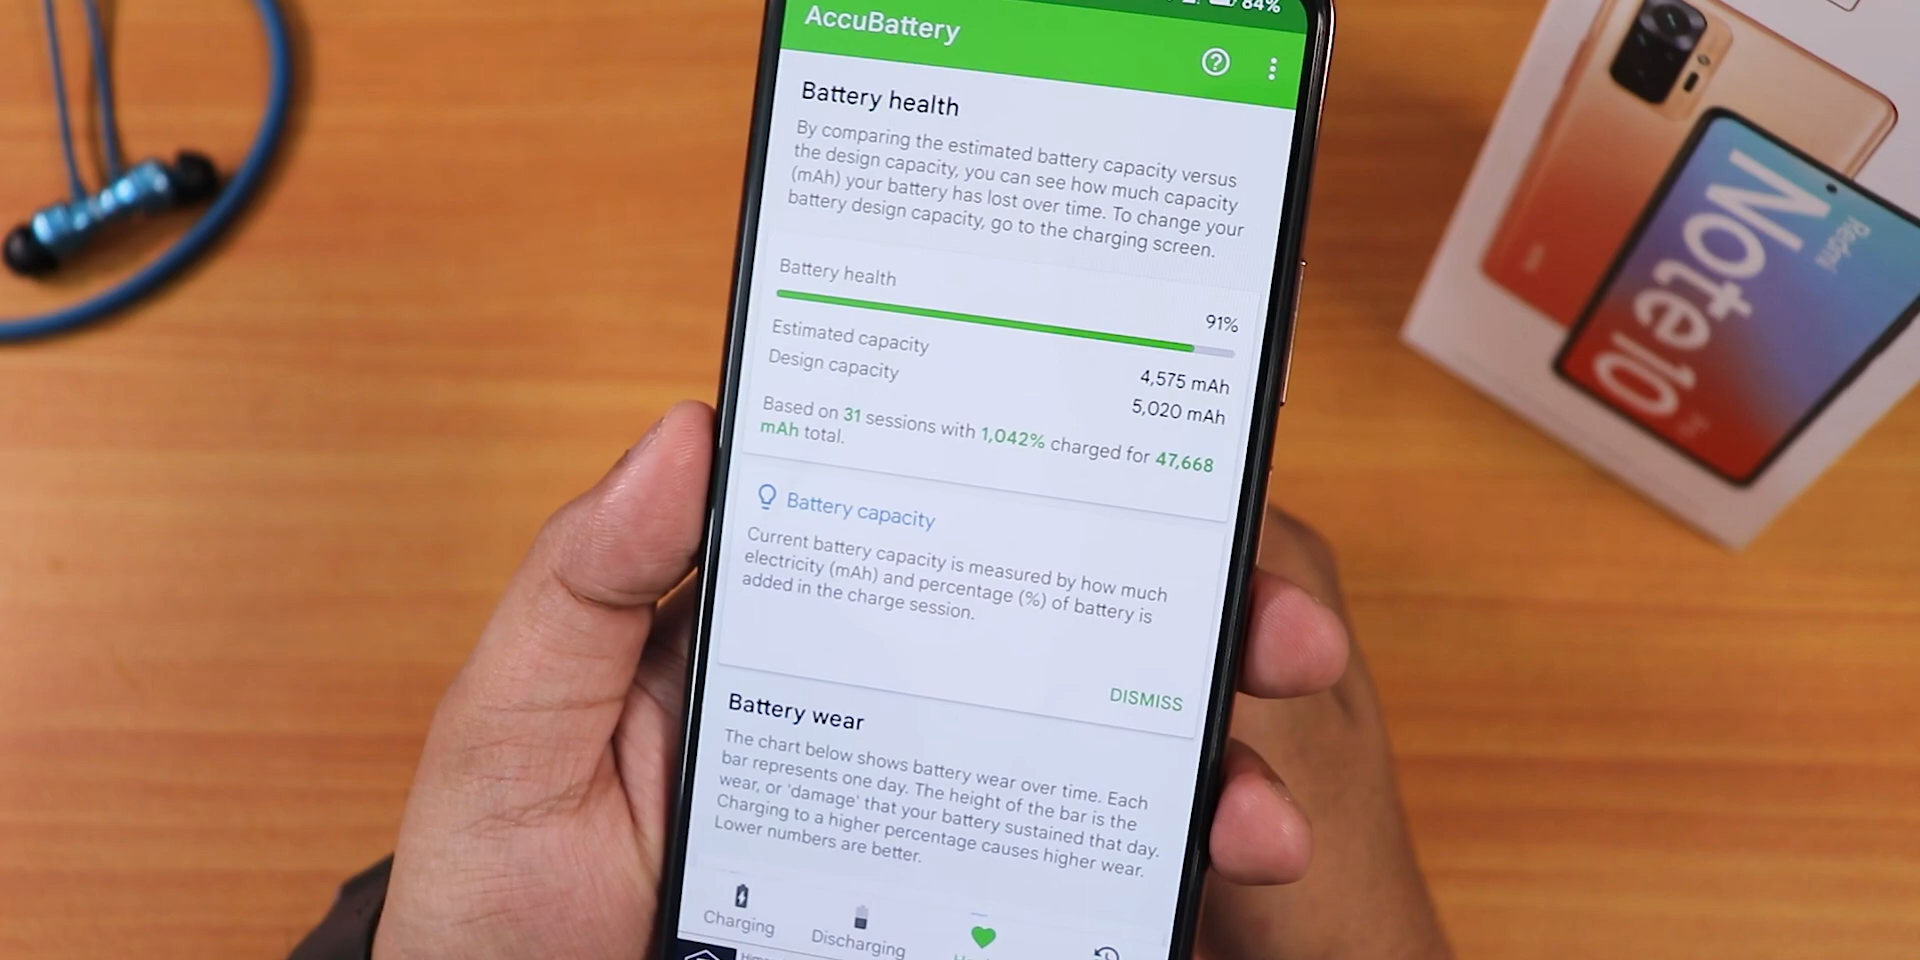 84%
AccuBattery
Battery health
By comparing the estimated battery capacity versus
the design capacity, you can see how much capacity
(mAh) your battery has lost over time. To change your
battery design capacity, go to the charging screen.
Battery health
91%
Estimated capacity
4,575 mAh
Design capacity
5,020 mAh
Based on 31 sessions with 1,042% charged for 47,668
mAh total.
Battery capacity
Current battery capacity is measured by how much
electricity (mAh) and percentage (%) of battery is
added in the charge session.
DISMISS
Battery wear
The chart below shows battery wear over time. Each
bar represents one day. The height of the bar is the
wear, or 'damage' that your battery sustained that day.
Charging to a higher percentage causes higher wear.
Lower numbers are better.
Charging
Discharging
Redmi
Note 10